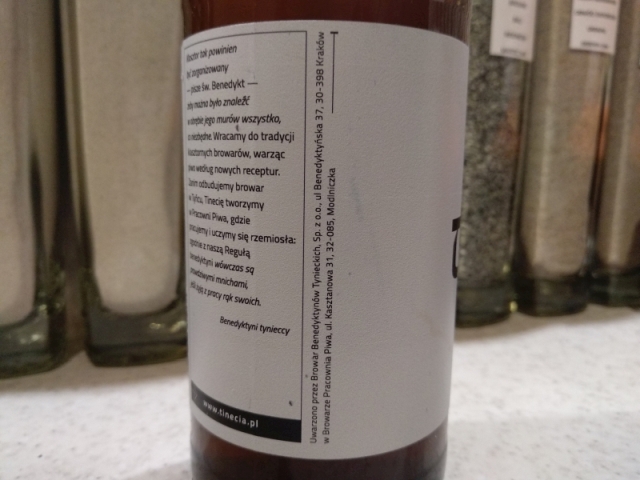 tak powinien
zorganizowany
— pisze św. Benedykt —
żeby można było znaleźć
w obrębie jego murów wszystko,
co niezbędne. Wracamy do tradycji
klasztornych browarów, warząc
piwo według nowych receptur.
Zanim odbudujemy browar
w Tyńcu, Tinecię tworzymy
w Pracowni Piwa, gdzie
pracujemy i uczymy się rzemiosła:
zgodnie z naszą Regułą
benedyktyni wówczas są
prawdziwymi mnichami,
jeśli żyją z pracy rąk swoich.
Benedyktyni tynieccy
www.tinecia.pl
Uwarzono przez Browar Benedyktynów Tynieckich, Sp. z o.o., ul Benedyktyńska 37, 30-398 Kraków
w Browarze Pracownia Piwa, ul. Kasztanowa 31, 32-085, Modlniczka